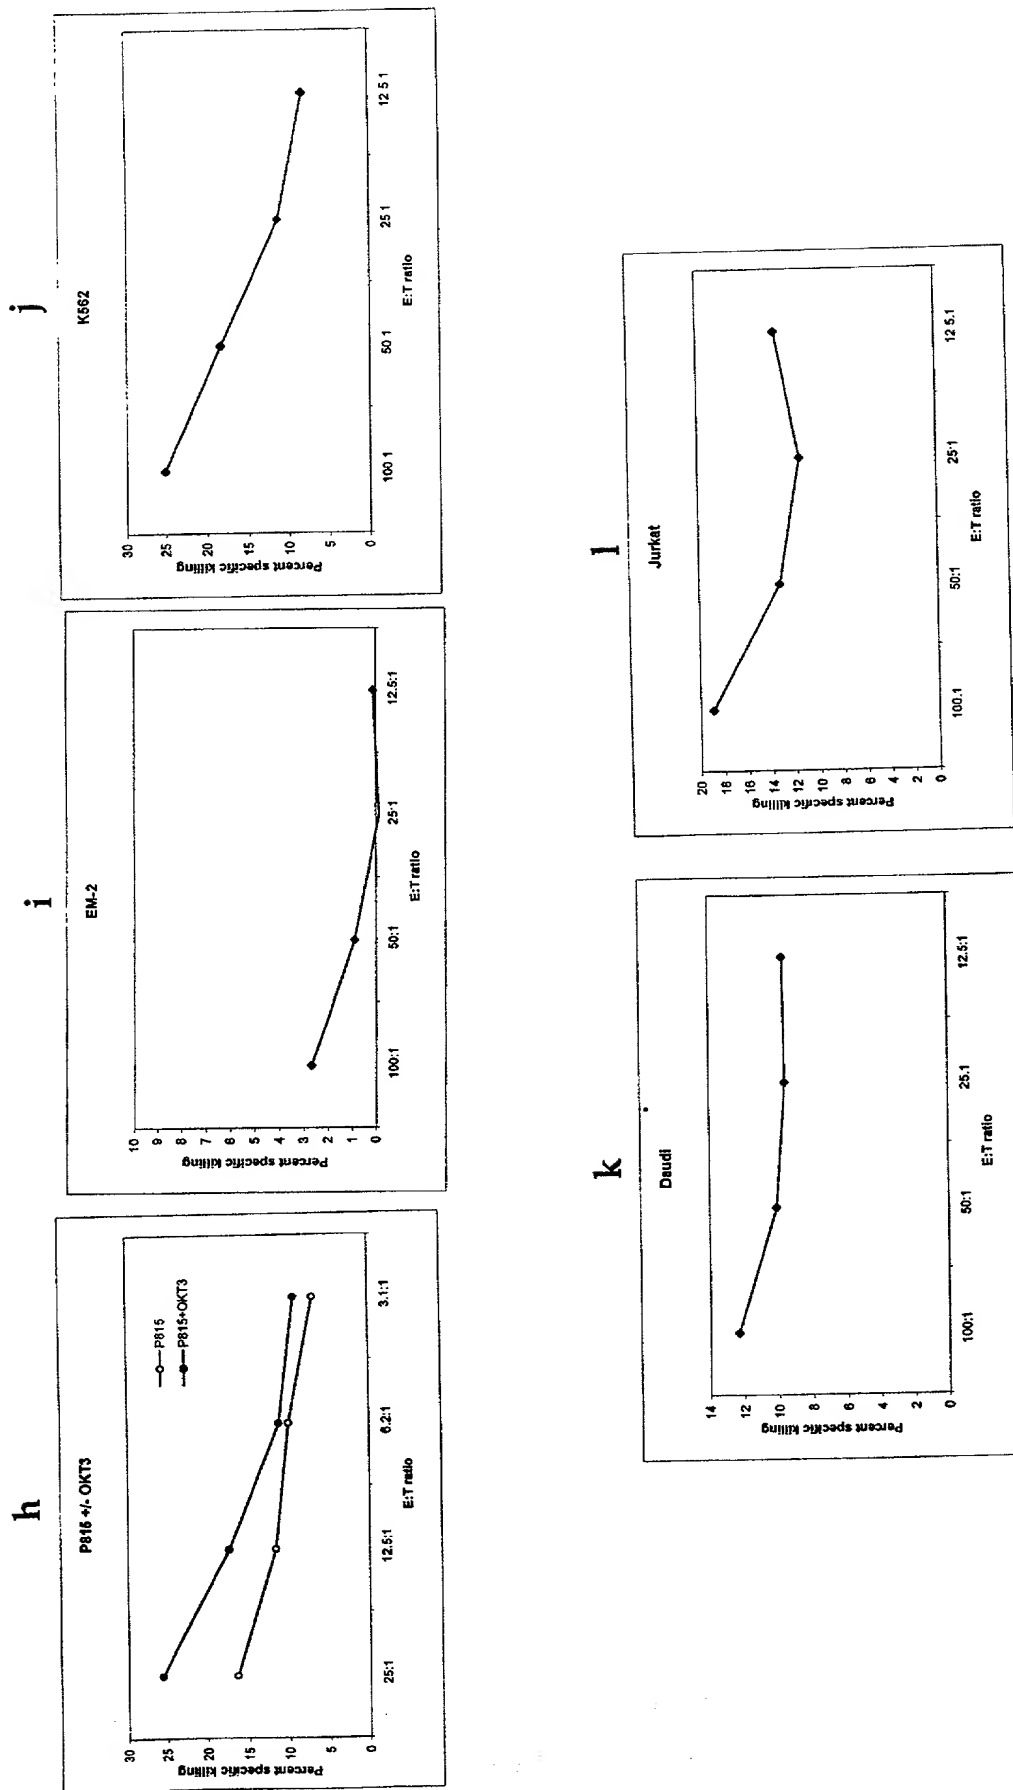 h
P815 +/- OKT3
Percent specific killing
30
25
20
15
10
5
0
P815
P815+OKT3
25:1
12.5:1
6.2:1
3.1:1
E:T ratio
i
EM-2
Percent specific killing
10
9
8
7
6
5
4
3
2
1
0
100:1
50:1
25:1
12.5:1
E:T ratio
j
K562
Percent specific killing
30
25
20
15
10
5
0
100 1
50 1
25 1
12 5 1
E:T ratio
k
Daudi
Percent specific killing
14
12
10
8
6
4
2
0
100:1
50:1
25.1
12.5:1
E:T ratio
l
Jurkat
Percent specific killing
20
18
16
14
12
10
8
6
4
2
0
100.1
50:1
25:1
12 5.1
E:T ratio